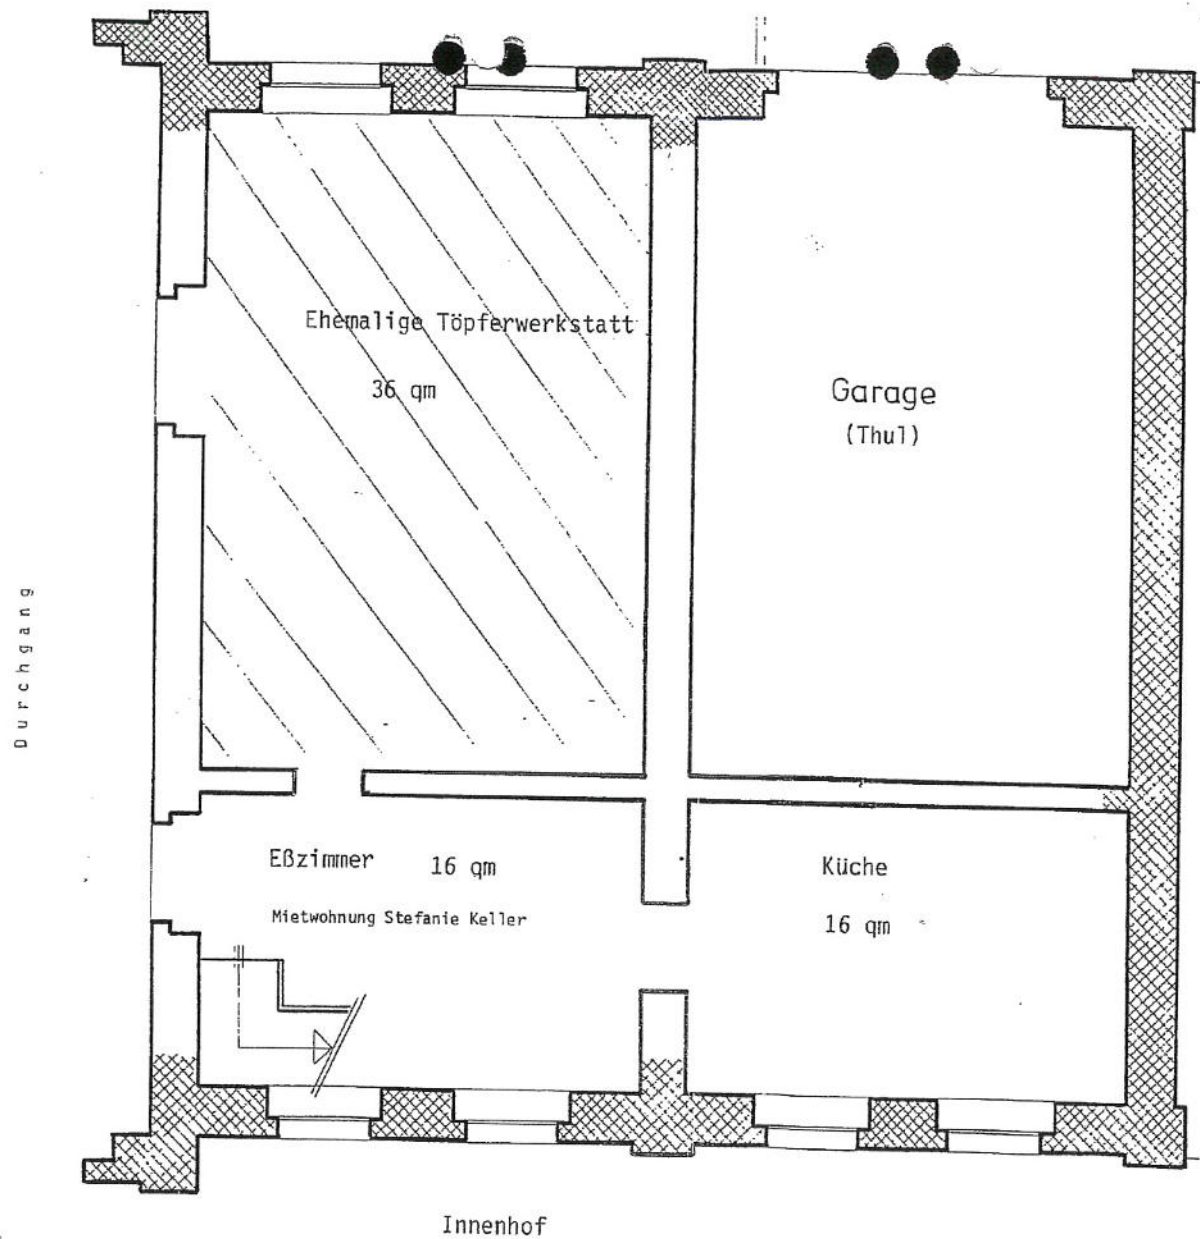 Ehemalige Töpferwerkstatt
36 qm
Garage
(Thul)
Durchgang
Eßzimmer 16 qm
Mietwohnung Stefanie Keller
Küche
16 qm
Innenhof